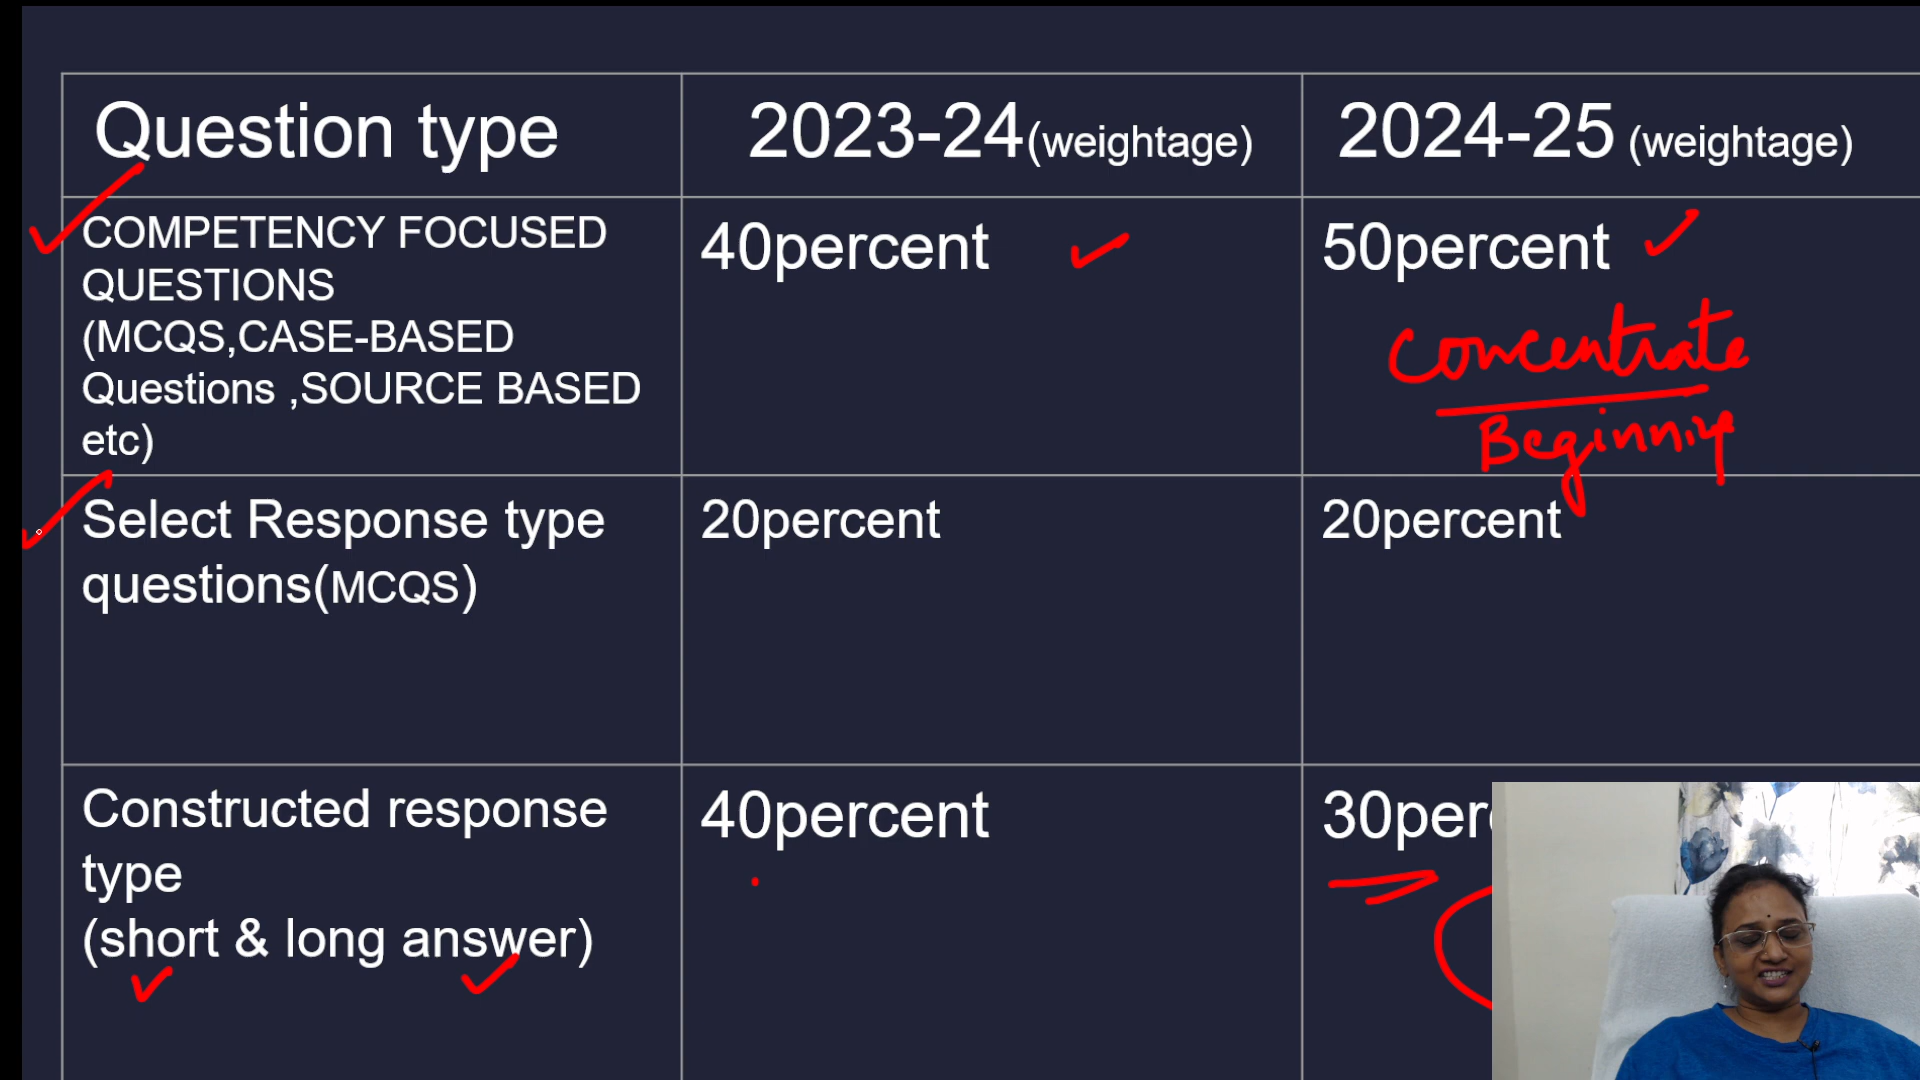 Question type
2023-24(weightage)
2024-25 (weightage)
COMPETENCY FOCUSED
QUESTIONS
(MCQS,CASE-BASED
Questions ,SOURCE BASED
etc)
40percent
50percent
Concentrate
Beginning
Select Response type
questions(MCQS)
20percent
20percent
Constructed response
type
(short & long answer)
40percent
30per